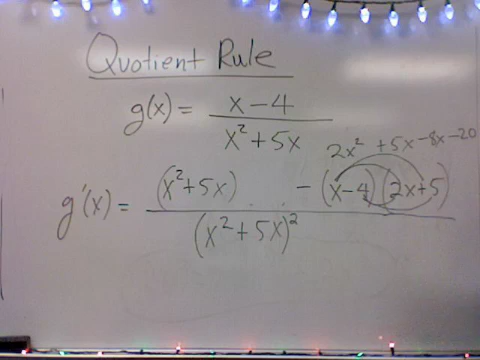 Quotient Rule
g(x) = x-4 / x²+5x
2x² +5x-8x-20
g'(x) = (x²+5x) - (x-4)(2x+5) / (x²+5x)²